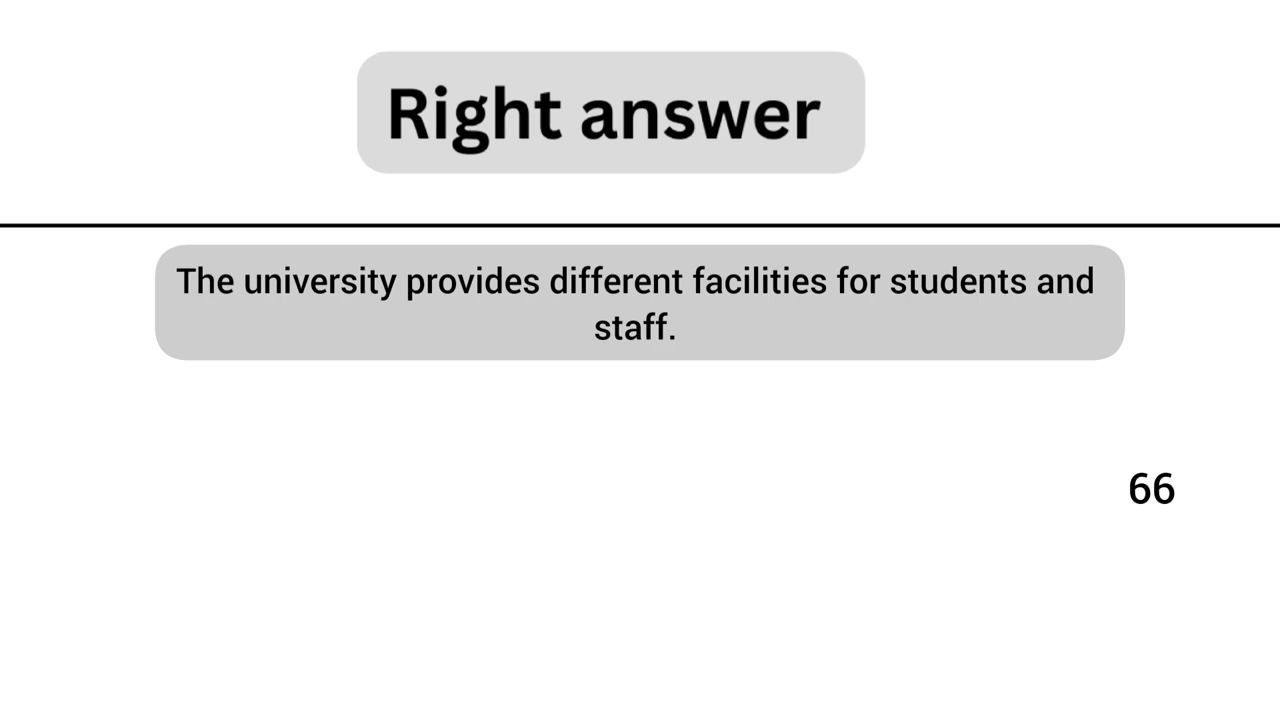 Right answer
The university provides different facilities for students and
staff.
66